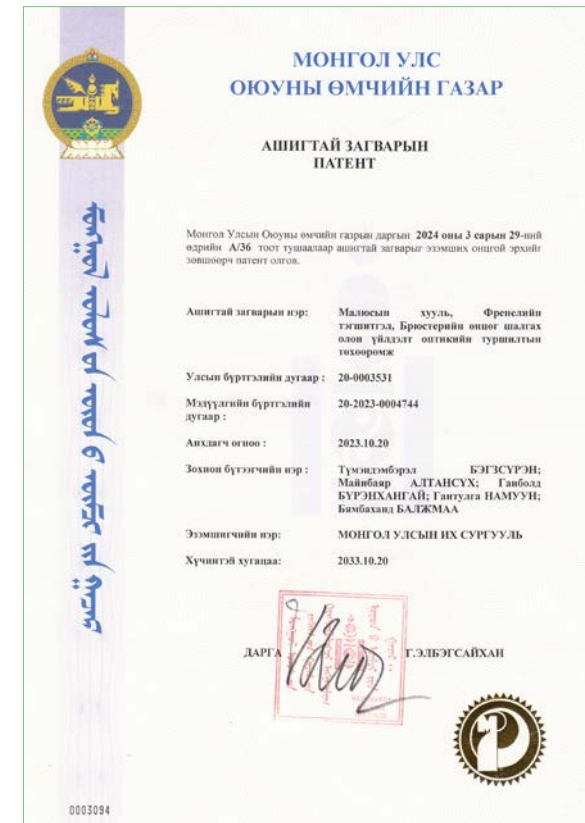 МОНГОЛ УЛС
ОЮУНЫ ӨМЧИЙН ГАЗАР
АШИГТАЙ ЗАГВАРЫН
ПАТЕНТ
Монгол Улсын Оюуны өмчийн газрын даргын 2024 оны 3 сарын 29-ний
өдрийн А/36 тоот тушаалаар ашигтай загварыг эзэмших онцгой эрхийг
зөвшөөрч патент олгов.
Ашигтай загварын нэр:
Малюсын хууль, Френелийн
тэгшитгэл, Брюстерийн өнцөг шалгах
олон үйлдэлт оптикийн туршилтын
төхөөрөмж
Улсын бүртгэлийн дугаар : 20-0003531
Мэдүүлгийн бүртгэлийн
дугаар :
20-2023-0004744
Анхдагч огноо : 2023.10.20
Зохион бүтээгчийн нэр :
Түмэндэмбэрэл БЭГЗСҮРЭН;
Майнбаяр АЛТАНСҮХ; Ганболд
БҮРЭНХАНГАЙ; Гантулга НАМУУН;
Бямбаханд БАЛЖМАА
Эзэмшигчийн нэр: МОНГОЛ УЛСЫН ИХ СУРГУУЛЬ
Хүчинтэй хугацаа: 2033.10.20
ДАРГА Г.ЭЛБЭГСАЙХАН
0003094